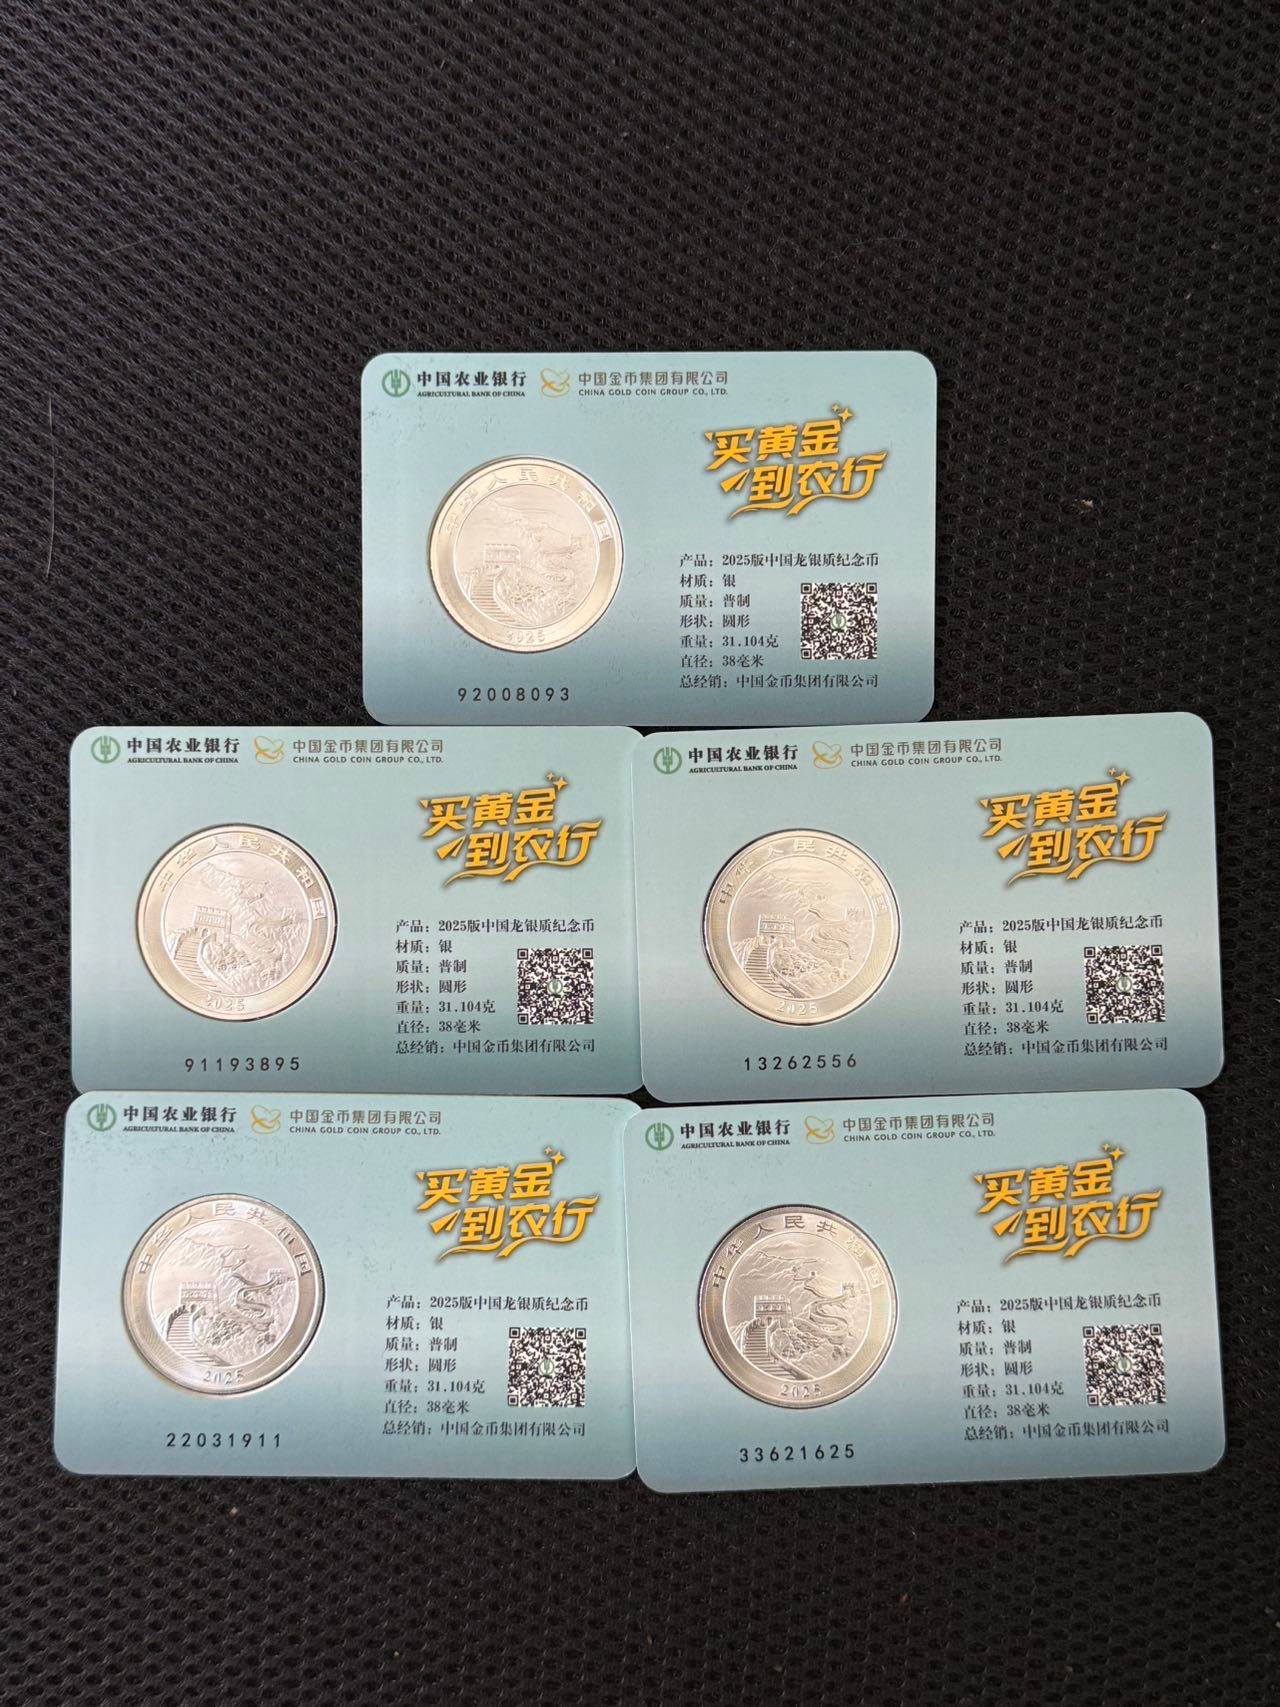 中国农业银行 中国金币集团有限公司
AGRICULTURAL BANK OF CHINA CHINA GOLD COIN GROUP CO., LTD.
买黄金
到农行
中华人民共和国
2025
产品：2025版中国龙银质纪念币
材质：银
质量：普制
形状：圆形
重量：31.104克
直径：38毫米
总经销：中国金币集团有限公司
92008093
中国农业银行 中国金币集团有限公司
AGRICULTURAL BANK OF CHINA CHINA GOLD COIN GROUP CO., LTD.
买黄金
到农行
中华人民共和国
2025
产品：2025版中国龙银质纪念币
材质：银
质量：普制
形状：圆形
重量：31.104克
直径：38毫米
总经销：中国金币集团有限公司
91193895
中国农业银行 中国金币集团有限公司
AGRICULTURAL BANK OF CHINA CHINA GOLD COIN GROUP CO., LTD.
买黄金
到农行
中华人民共和国
2025
产品：2025版中国龙银质纪念币
材质：银
质量：普制
形状：圆形
重量：31.104克
直径：38毫米
总经销：中国金币集团有限公司
13262556
中国农业银行 中国金币集团有限公司
AGRICULTURAL BANK OF CHINA CHINA GOLD COIN GROUP CO., LTD.
买黄金
到农行
中华人民共和国
2025
产品：2025版中国龙银质纪念币
材质：银
质量：普制
形状：圆形
重量：31.104克
直径：38毫米
总经销：中国金币集团有限公司
22031911
中国农业银行 中国金币集团有限公司
AGRICULTURAL BANK OF CHINA CHINA GOLD COIN GROUP CO., LTD.
买黄金
到农行
中华人民共和国
2025
产品：2025版中国龙银质纪念币
材质：银
质量：普制
形状：圆形
重量：31.104克
直径：38毫米
总经销：中国金币集团有限公司
33621625